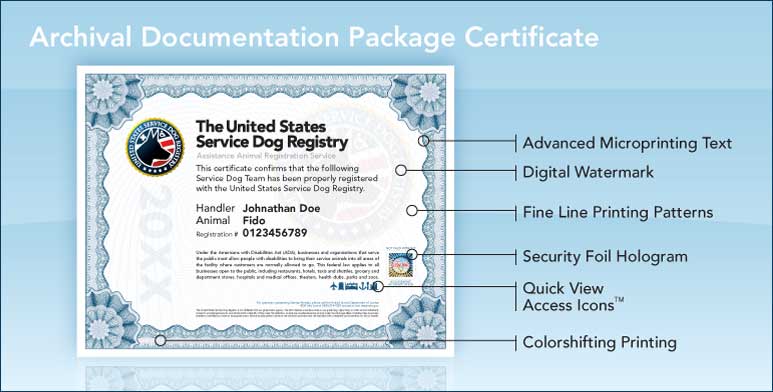 Archival Documentation Package Certificate
UNITED STATES SERVICE DOG REGISTRY
The United States
Service Dog Registry
Assistance Animal Registration Service
This certificate confirms that the folllowing
Service Dog Team has been properly registered
with the United States Service Dog Registry.
Handler Johnathan Doe
Animal Fido
Registration # 0123456789
Under the Americans with Disabilities Act (ADA), businesses and organizations that serve
the public must allow people with disabilities to bring their service animals into all areas of
the facility where customers are normally allowed to go. This federal law applies to all
businesses open to the public, including restaurants, hotels, taxis and shuttles, grocery and
department stores, hospitals and medical offices, theaters, health clubs, parks and zoos.
20XX
Advanced Microprinting Text
Digital Watermark
Fine Line Printing Patterns
Security Foil Hologram
Quick View
Access Icons™
Colorshifting Printing